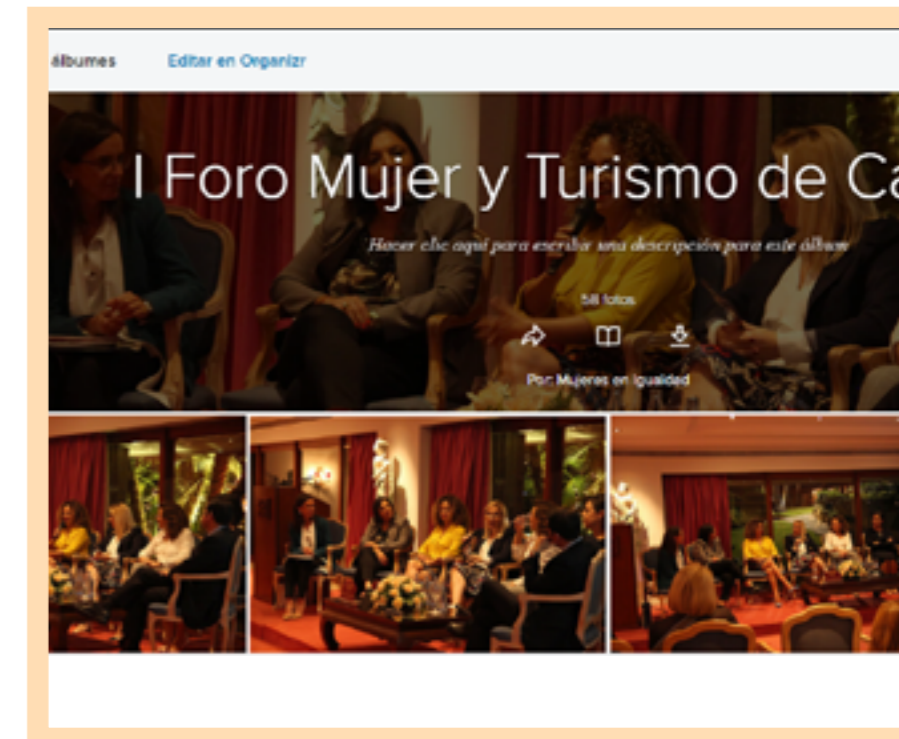 álbumes Editar en Organizr
I Foro Mujer y Turismo de Ca
Hacer clic aquí para escribir una descripción para este álbum
58 fotos
Por: Mujeres en Igualdad